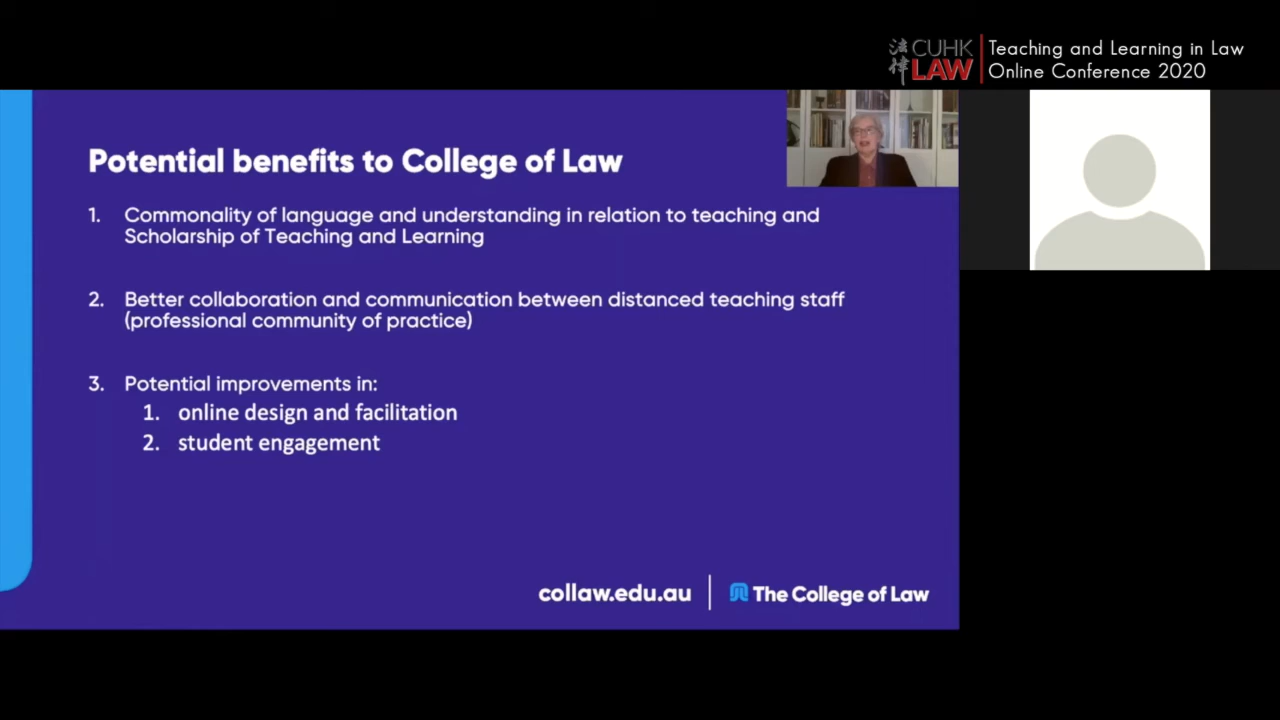 法律 CUHK LAW
Teaching and Learning in Law
Online Conference 2020
Potential benefits to College of Law
1. Commonality of language and understanding in relation to teaching and
Scholarship of Teaching and Learning
2. Better collaboration and communication between distanced teaching staff
(professional community of practice)
3. Potential improvements in:
1. online design and facilitation
2. student engagement
collaw.edu.au
The College of Law